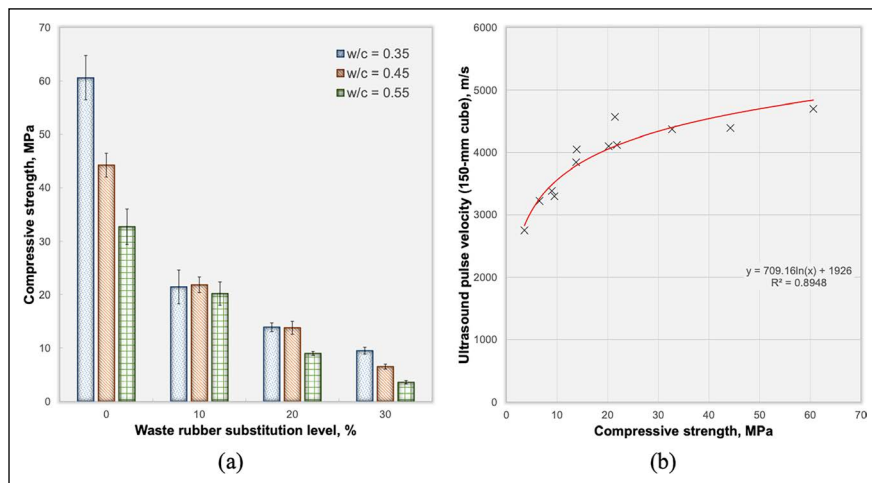 70
60
50
40
30
20
10
0
Compressive strength, MPa
w/c = 0.35
w/c = 0.45
w/c = 0.55
0 10 20 30
Waste rubber substitution level, %
(a)
6000
5000
4000
3000
2000
1000
0
Ultrasound pulse velocity (150-mm cube), m/s
y = 709.16ln(x) + 1926
R² = 0.8948
0 10 20 30 40 50 60 70
Compressive strength, MPa
(b)